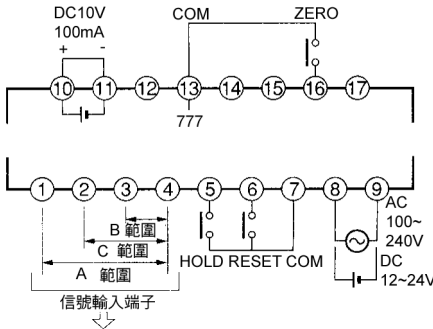 DC10V COM ZERO
100mA
+ -
10 11 12 13 14 15 16 17
777
1 2 3 4 5 6 7 8 9
AC
100~
240V
B 範圍
C 範圍
A 範圍
HOLD RESET COM
DC
12~24V
信號輸入端子